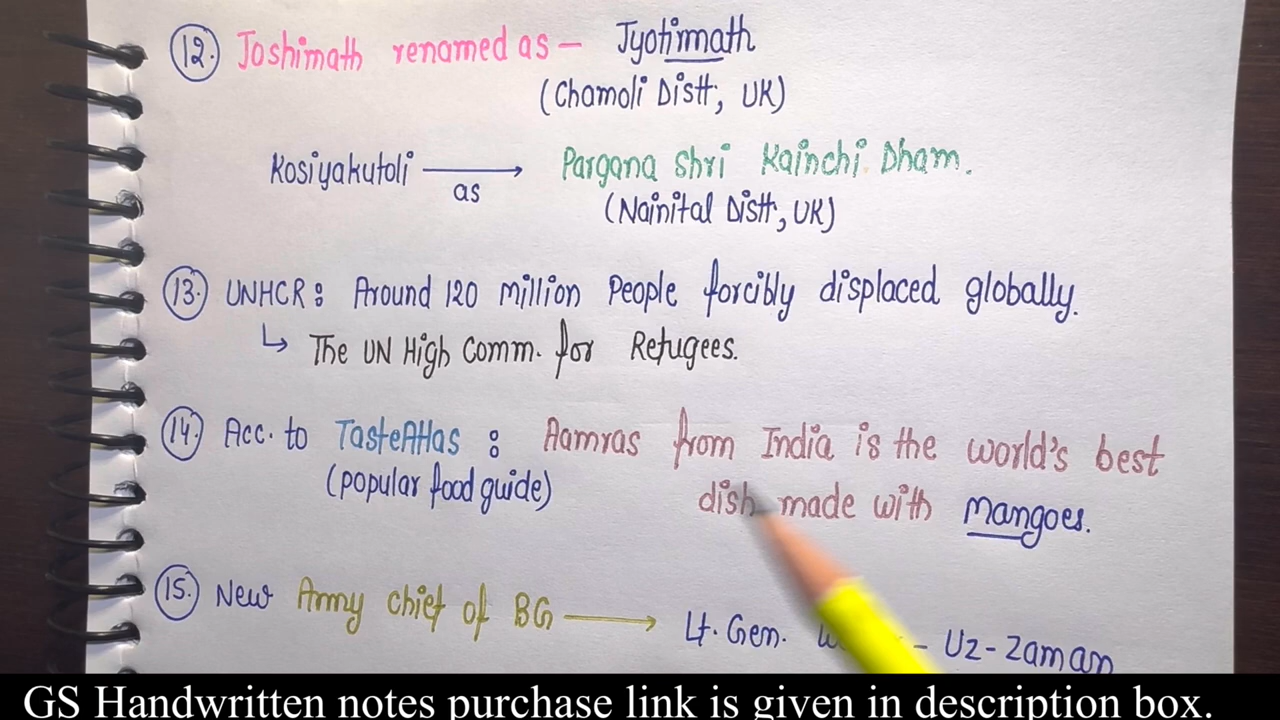 12. Joshimath renamed as - Jyotirmath
(Chamoli Distt, UK)
Kosiyakutoli → Pargana Shri Kainchi Dham.
as
(Nainital Distt, UK)
13. UNHCR: Around 120 million People forcibly displaced globally.
↳ The UN High Comm. for Refugees.
14. Acc. to TasteAtlas : Aamras from India is the world's best
(popular food guide) dish made with Mangoes.
15. New Army chief of BG → Lt. Gen. - Uz-Zaman
GS Handwritten notes purchase link is given in description box.